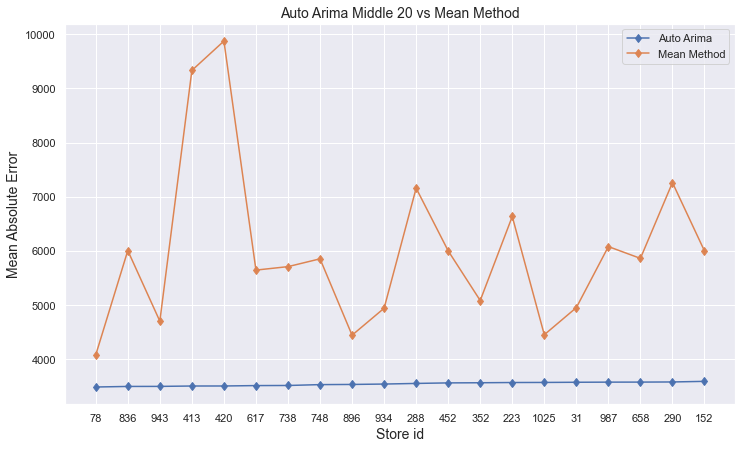 Auto Arima Middle 20 vs Mean Method
Auto Arima
Mean Method
Mean Absolute Error
10000
9000
8000
7000
6000
5000
4000
78 836 943 413 420 617 738 748 896 934 288 452 352 223 1025 31 987 658 290 152
Store id